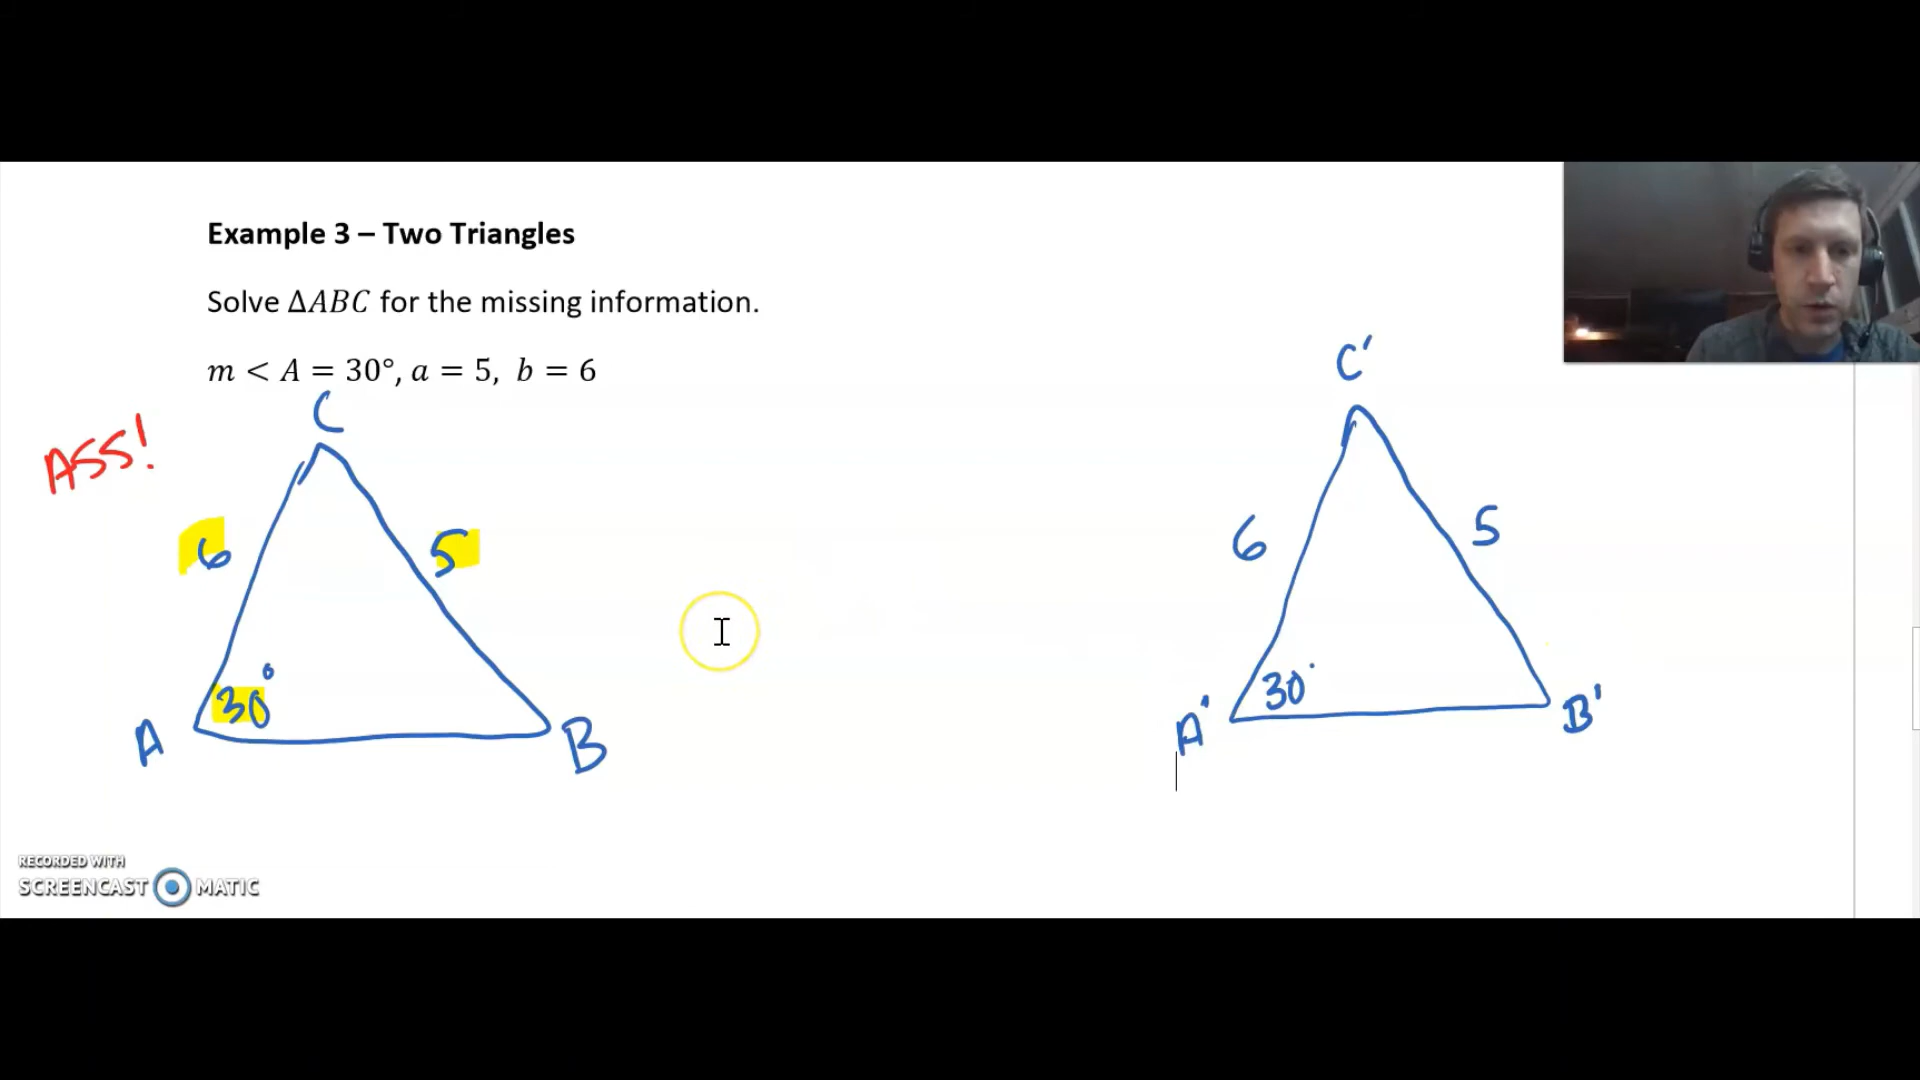 Example 3 – Two Triangles
Solve ΔABC for the missing information.
m < A = 30°, a = 5, b = 6
ASS!
C
6
5
30°
A
B
C'
6
5
30°
A'
B'
RECORDED WITH
SCREENCAST MATIC